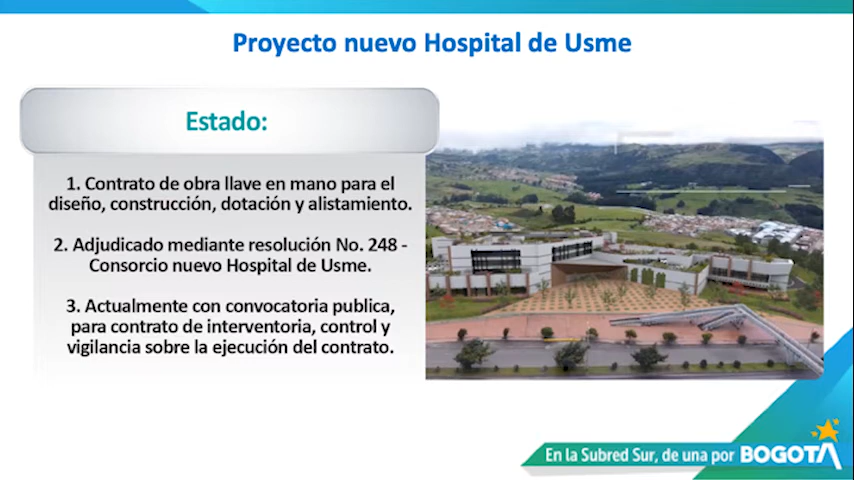 Proyecto nuevo Hospital de Usme
Estado:
1. Contrato de obra llave en mano para el
diseño, construcción, dotación y alistamiento.
2. Adjudicado mediante resolución No. 248 -
Consorcio nuevo Hospital de Usme.
3. Actualmente con convocatoria publica,
para contrato de interventoria, control y
vigilancia sobre la ejecución del contrato.
En la Subred Sur, de una por BOGOTA